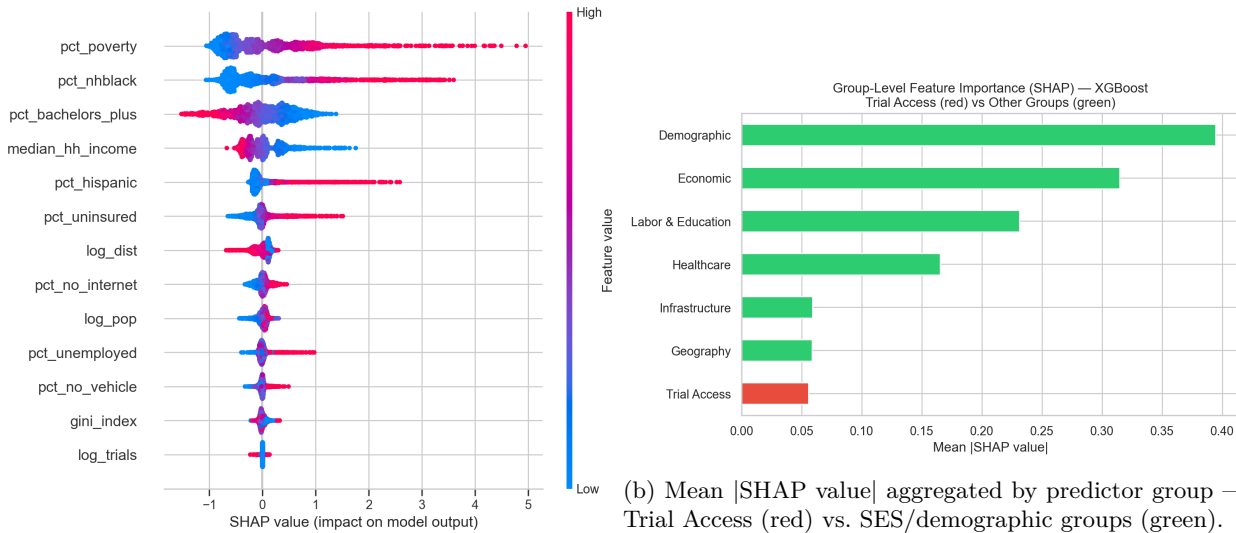 pct_poverty
pct_nhblack
pct_bachelors_plus
median_hh_income
pct_hispanic
pct_uninsured
log_dist
pct_no_internet
log_pop
pct_unemployed
pct_no_vehicle
gini_index
log_trials
−1 0 1 2 3 4 5
SHAP value (impact on model output)
High
Feature value
Low
Group-Level Feature Importance (SHAP) — XGBoost
Trial Access (red) vs Other Groups (green)
Demographic
Economic
Labor & Education
Healthcare
Infrastructure
Geography
Trial Access
0.00 0.05 0.10 0.15 0.20 0.25 0.30 0.35 0.40
Mean |SHAP value|
(b) Mean |SHAP value| aggregated by predictor group –
Trial Access (red) vs. SES/demographic groups (green).